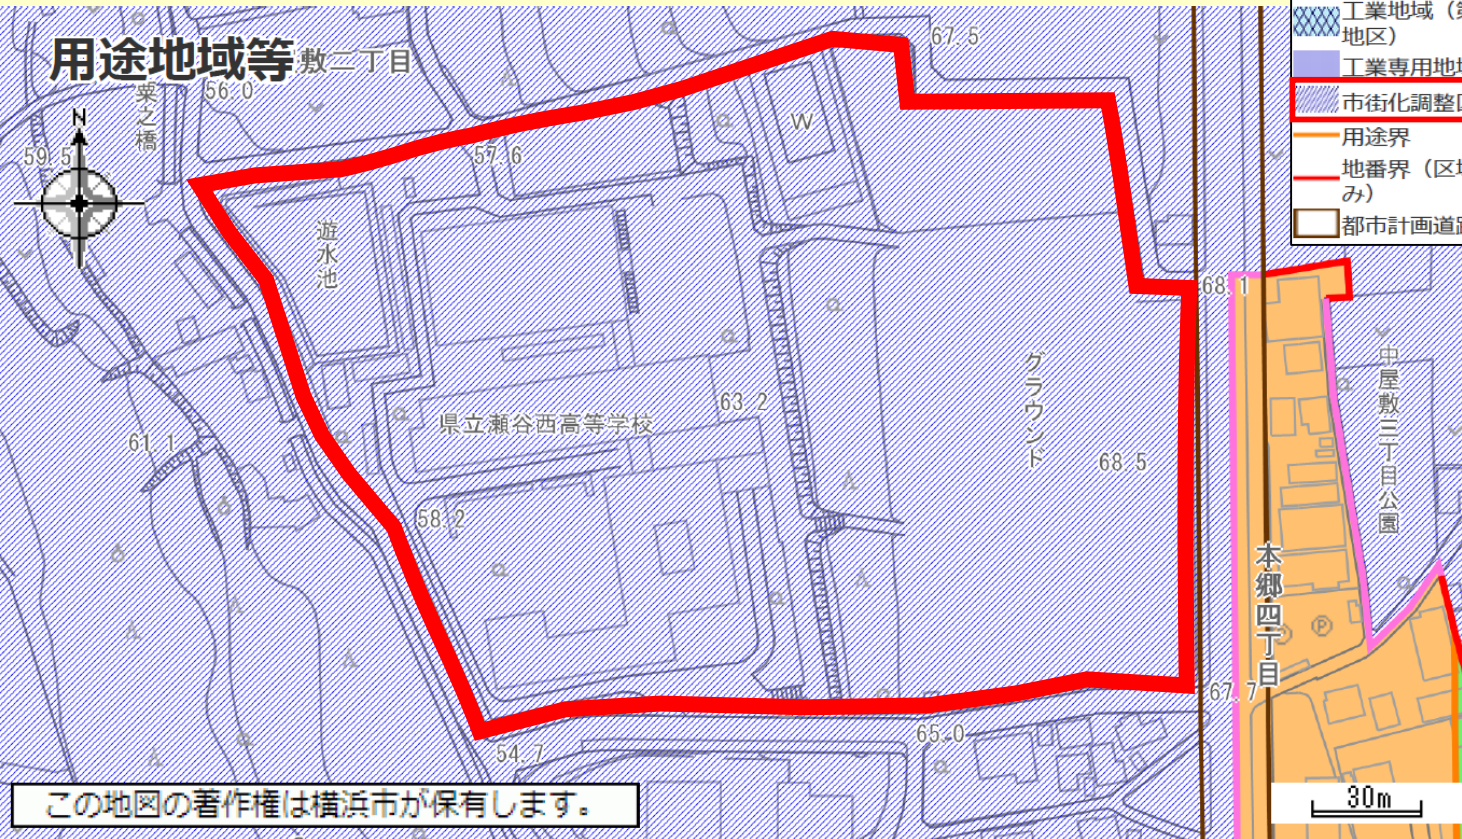 用途地域等
敷二丁目
粟之橋
56.0
59.5
N
57.6
67.5
W
遊水池
68.1
グラウンド
県立瀬谷西高等学校
63.2
68.5
61.1
58.2
中屋敷三丁目公園
本郷四丁目
P
67.7
65.0
54.7
工業地域（
地区）
工業専用地
市街化調整
用途界
地番界（区
み）
都市計画道
30m
この地図の著作権は横浜市が保有します。